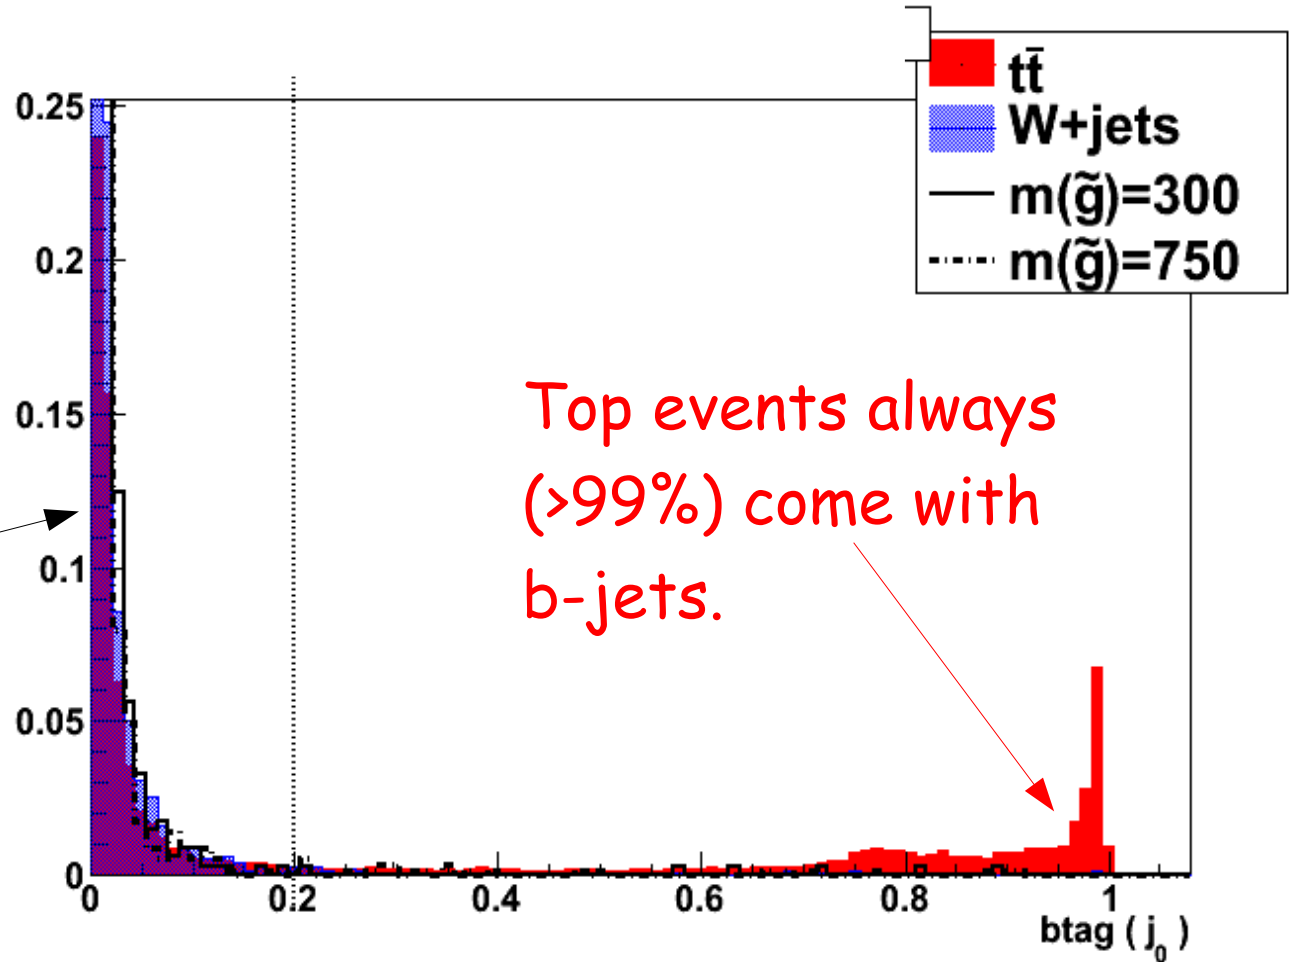 tt̄
W+jets
m(g̃)=300
m(g̃)=750
0.25
0.2
0.15
0.1
0.05
0
Top events always
(>99%) come with
b-jets.
0 0.2 0.4 0.6 0.8 1
btag ( j₀ )